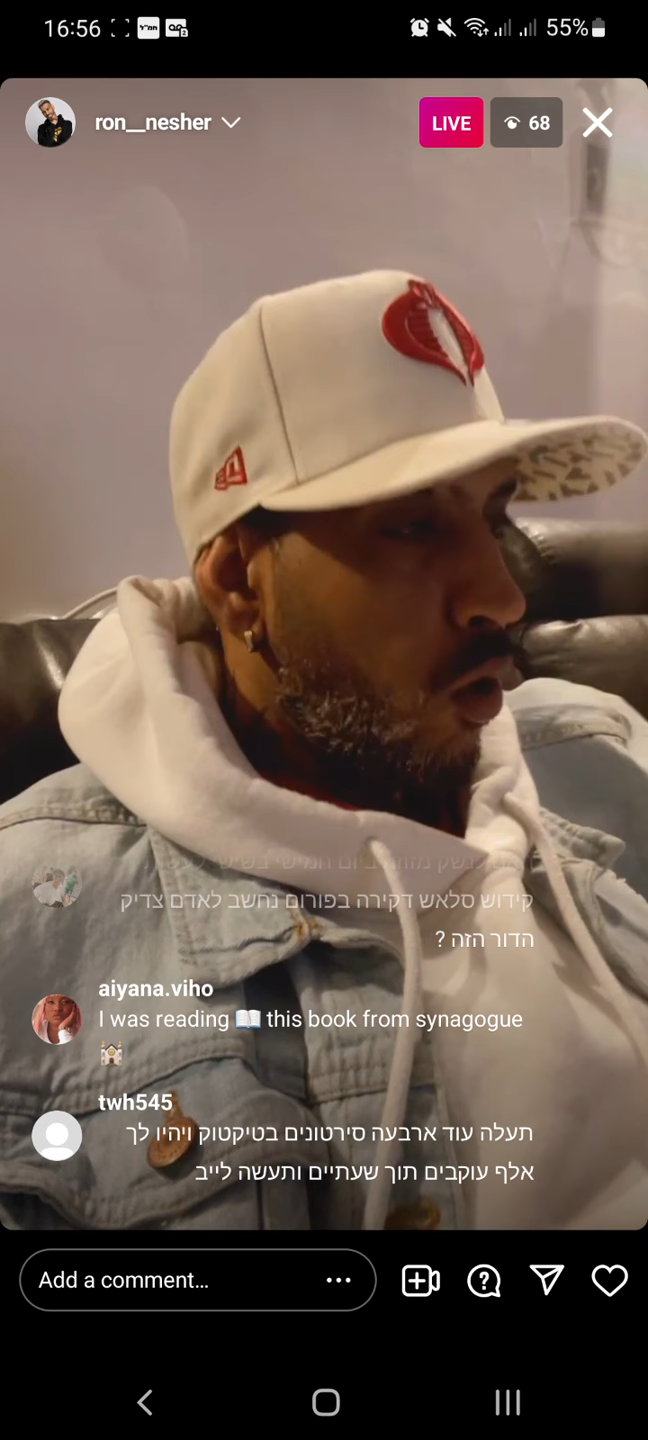 16:56
55%
ron__nesher
LIVE
68
קידוש סלאש דקירה בפורום נחשב לאדם צדיק
הדור הזה ?
aiyana.viho
I was reading 📖 this book from synagogue
🕍
twh545
תעלה עוד ארבעה סירטונים בטיקטוק ויהיו לך
אלף עוקבים תוך שעתיים ותעשה לייב
Add a comment...